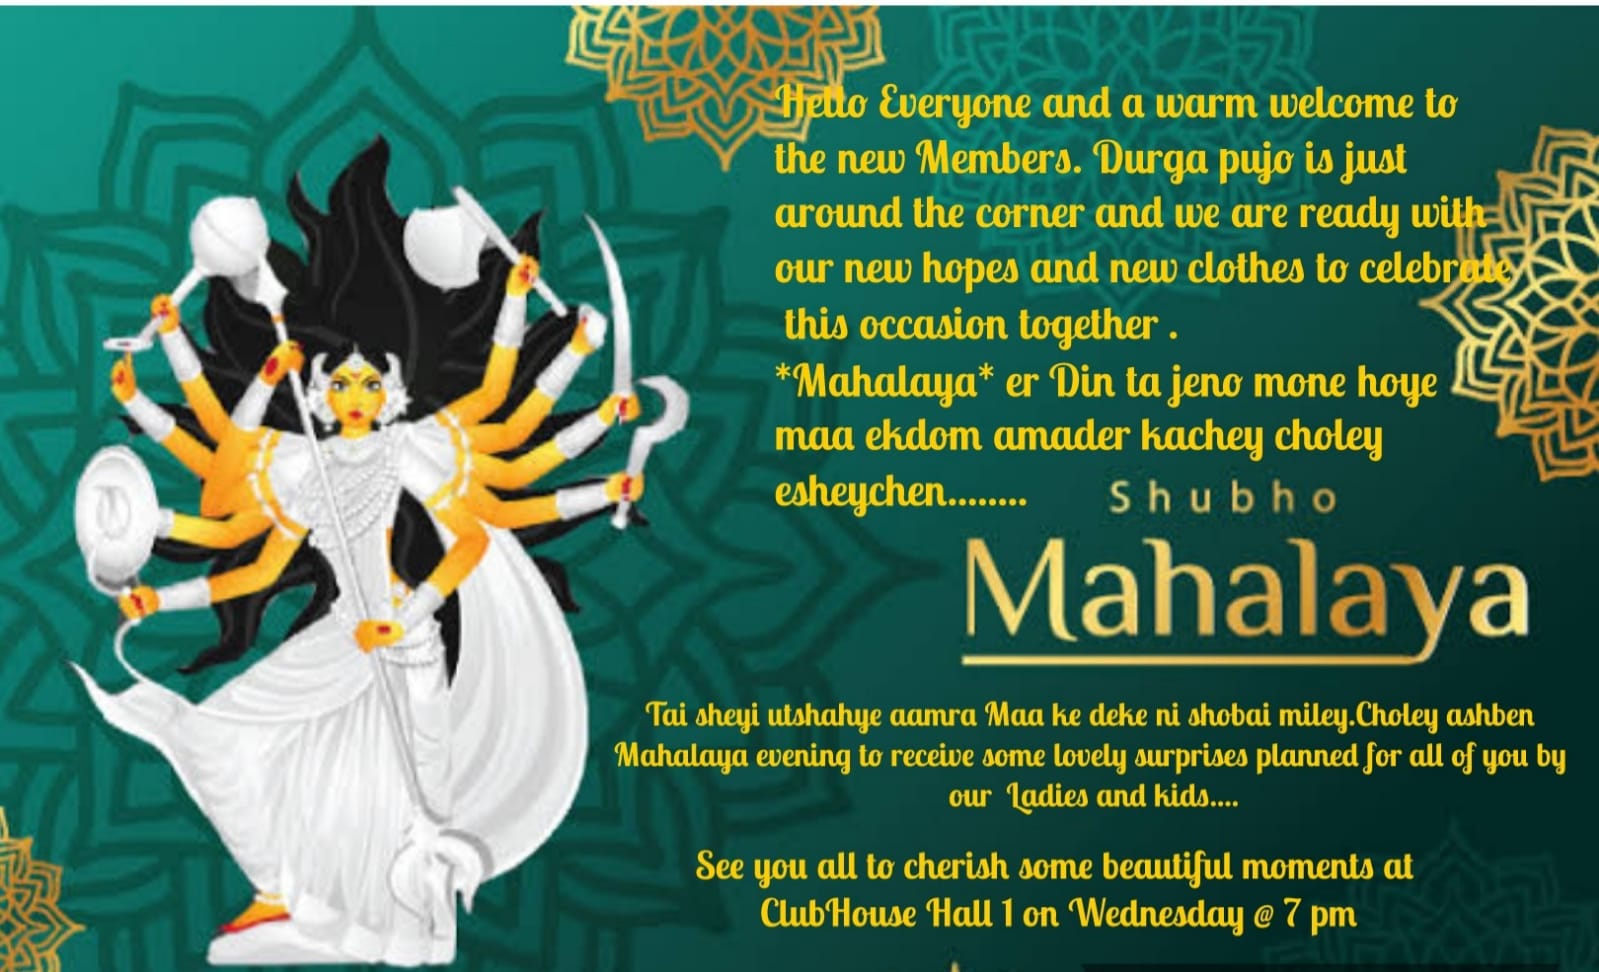 Hello Everyone and a warm welcome to
the new Members. Durga pujo is just
around the corner and we are ready with
our new hopes and new clothes to celebrate
this occasion together .
*Mahalaya* er Din ta jeno mone hoye
maa ekdom amader kachey choley
esheychen........
Shubho
Mahalaya
Tai sheyi utshahye aamra Maa ke deke ni shobai miley.Choley ashben
Mahalaya evening to receive some lovely surprises planned for all of you by
our Ladies and kids....
See you all to cherish some beautiful moments at
ClubHouse Hall 1 on Wednesday @ 7 pm